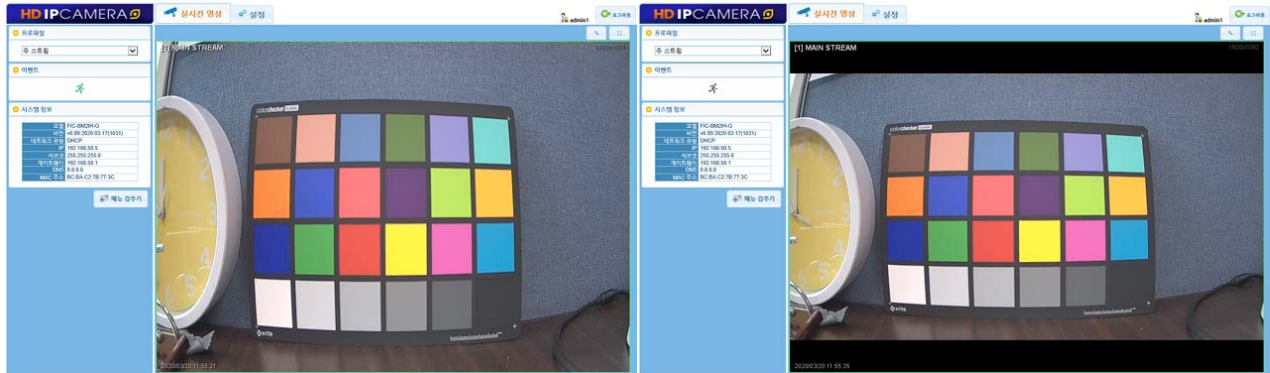 HD IPCAMERA
실시간 영상
설정
admin1
로그아웃
프로파일
주 스트림
이벤트
시스템 정보
모델 FIC-BM2IH-G
버전 v6.89 2020.03.17(1031)
네트워크 유형 DHCP
IP 192.168.50.5
서브넷 255.255.255.0
게이트웨이 192.168.50.1
DNS 8.8.8.8
MAC 주소 BC:BA:C2:7B:77:3C
메뉴 감추기
[1] MAIN STREAM
1920x1080
colorchecker CLASSIC
x-rite
2020/03/20 11:55:31
HD IPCAMERA
실시간 영상
설정
admin1
로그아웃
프로파일
주 스트림
이벤트
시스템 정보
모델 FIC-BM2IH-G
버전 v6.89 2020.03.17(1031)
네트워크 유형 DHCP
IP 192.168.50.5
서브넷 255.255.255.0
게이트웨이 192.168.50.1
DNS 8.8.8.8
MAC 주소 BC:BA:C2:7B:77:3C
메뉴 감추기
[1] MAIN STREAM
1920x1080
colorchecker CLASSIC
x-rite
2020/03/20 11:55:35